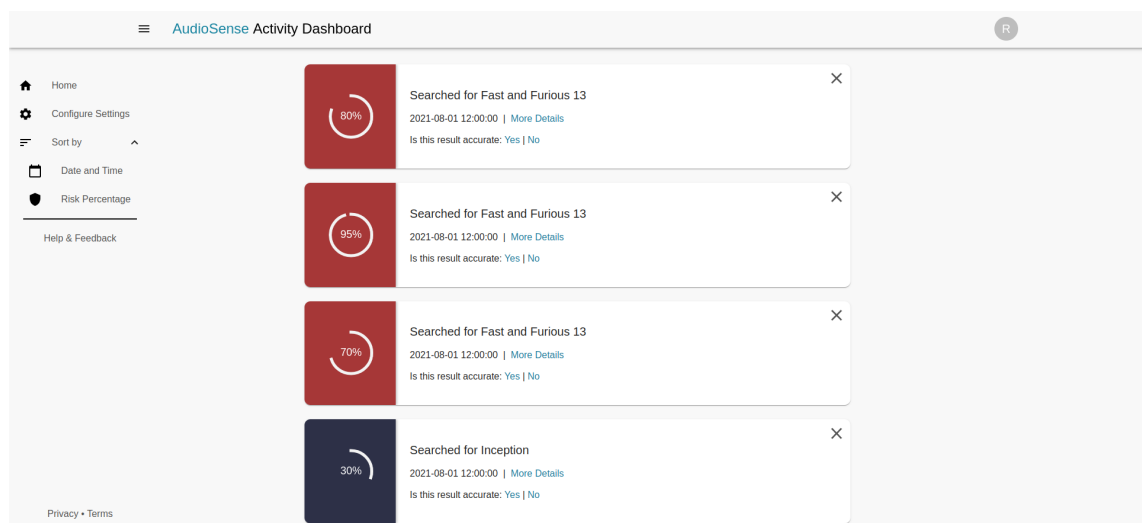 AudioSense Activity Dashboard
R
Home
Configure Settings
Sort by
Date and Time
Risk Percentage
Help & Feedback
Privacy • Terms
80%
Searched for Fast and Furious 13
2021-08-01 12:00:00 | More Details
Is this result accurate: Yes | No
95%
Searched for Fast and Furious 13
2021-08-01 12:00:00 | More Details
Is this result accurate: Yes | No
70%
Searched for Fast and Furious 13
2021-08-01 12:00:00 | More Details
Is this result accurate: Yes | No
30%
Searched for Inception
2021-08-01 12:00:00 | More Details
Is this result accurate: Yes | No